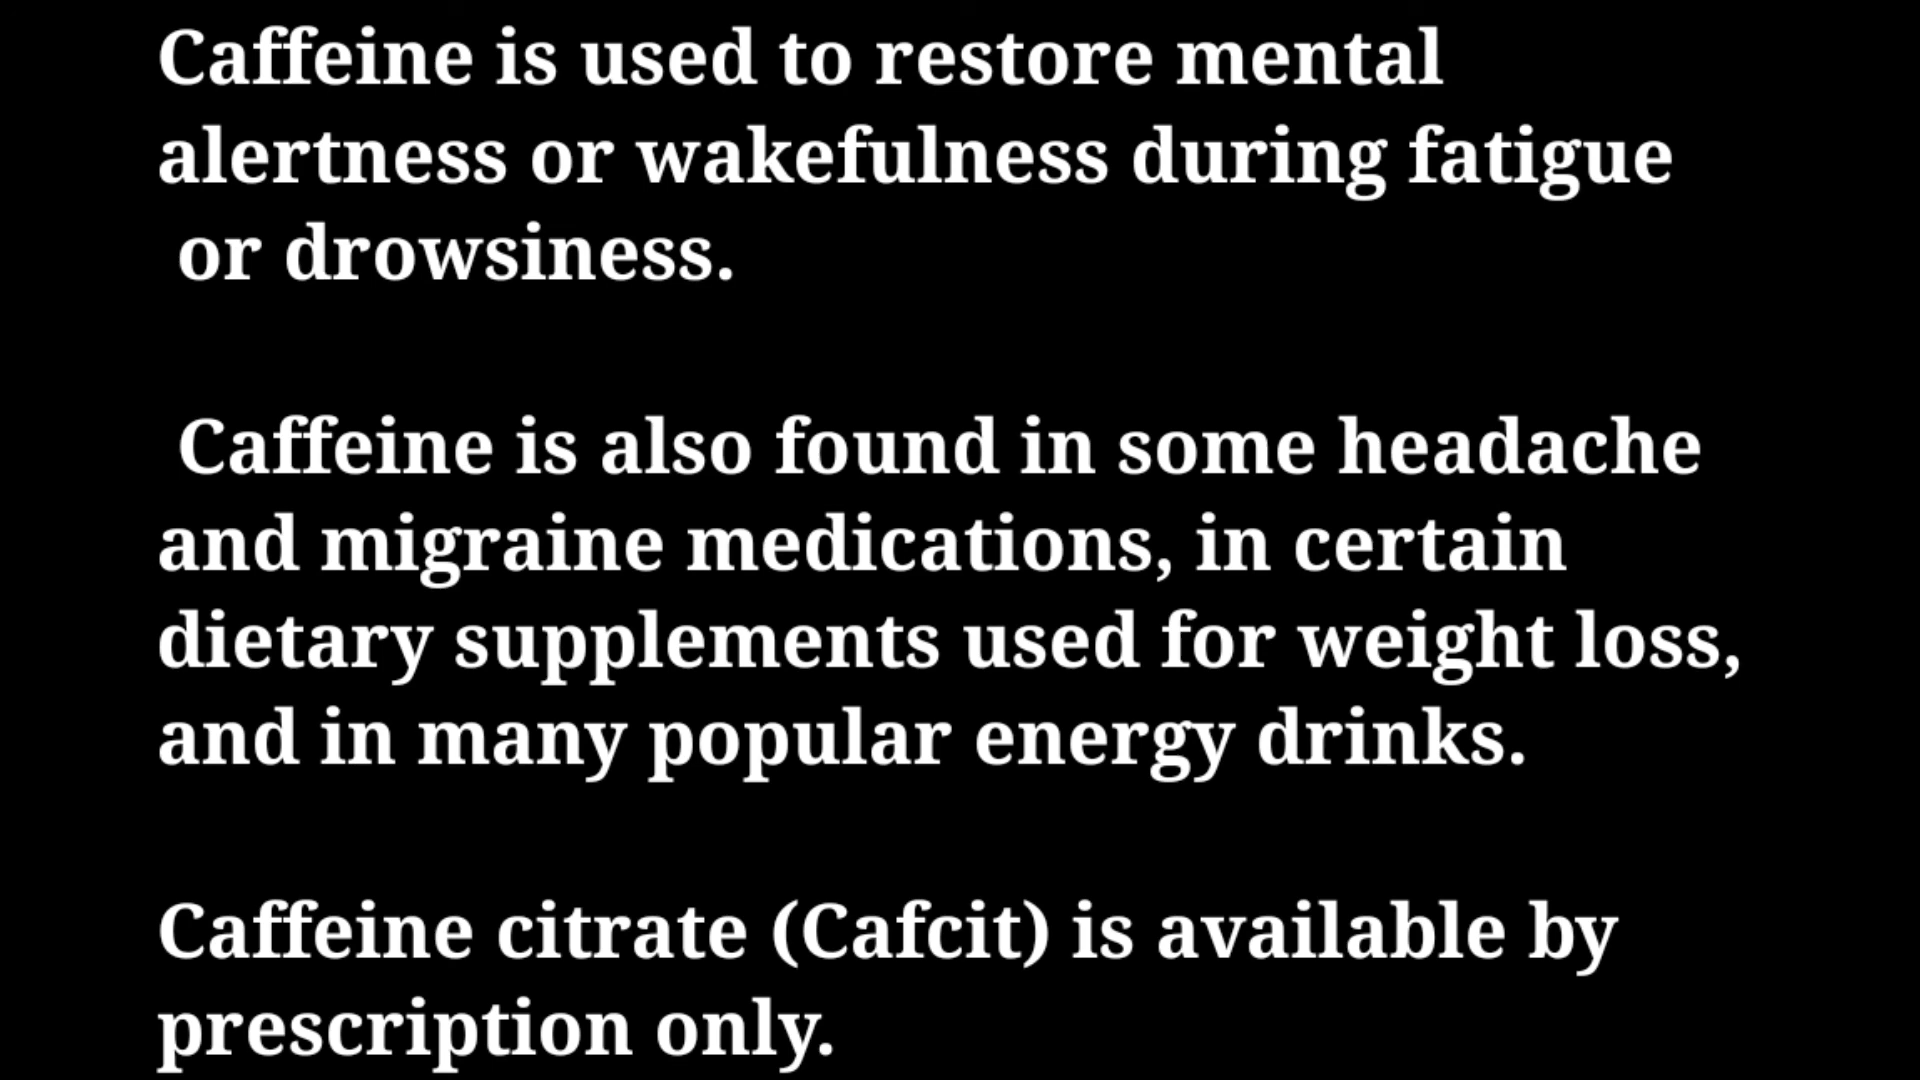 Caffeine is used to restore mental
alertness or wakefulness during fatigue
or drowsiness.
Caffeine is also found in some headache
and migraine medications, in certain
dietary supplements used for weight loss,
and in many popular energy drinks.
Caffeine citrate (Cafcit) is available by
prescription only.